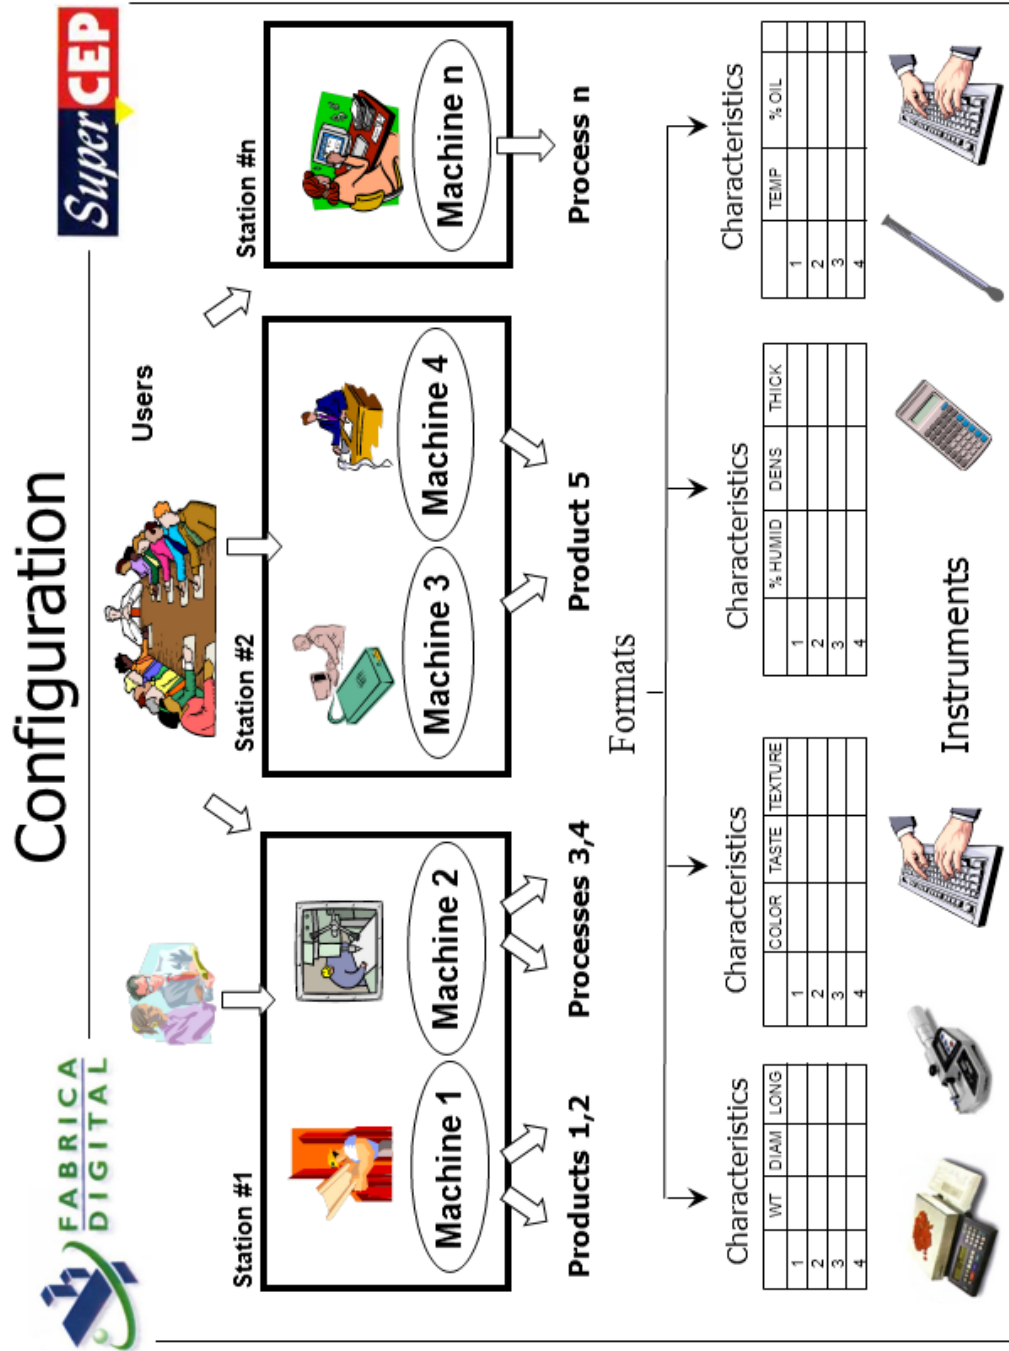 FABRICA
DIGITAL
Configuration
Super CEP
Users
Station #1
Station #2
Station #n
Machine 1
Machine 2
Machine 3
Machine 4
Machine n
Products 1,2
Processes 3,4
Product 5
Process n
Formats
Characteristics
WT DIAM LONG
1
2
3
4
Characteristics
COLOR TASTE TEXTURE
1
2
3
4
Characteristics
% HUMID DENS THICK
1
2
3
4
Characteristics
TEMP % OIL
1
2
3
4
Instruments